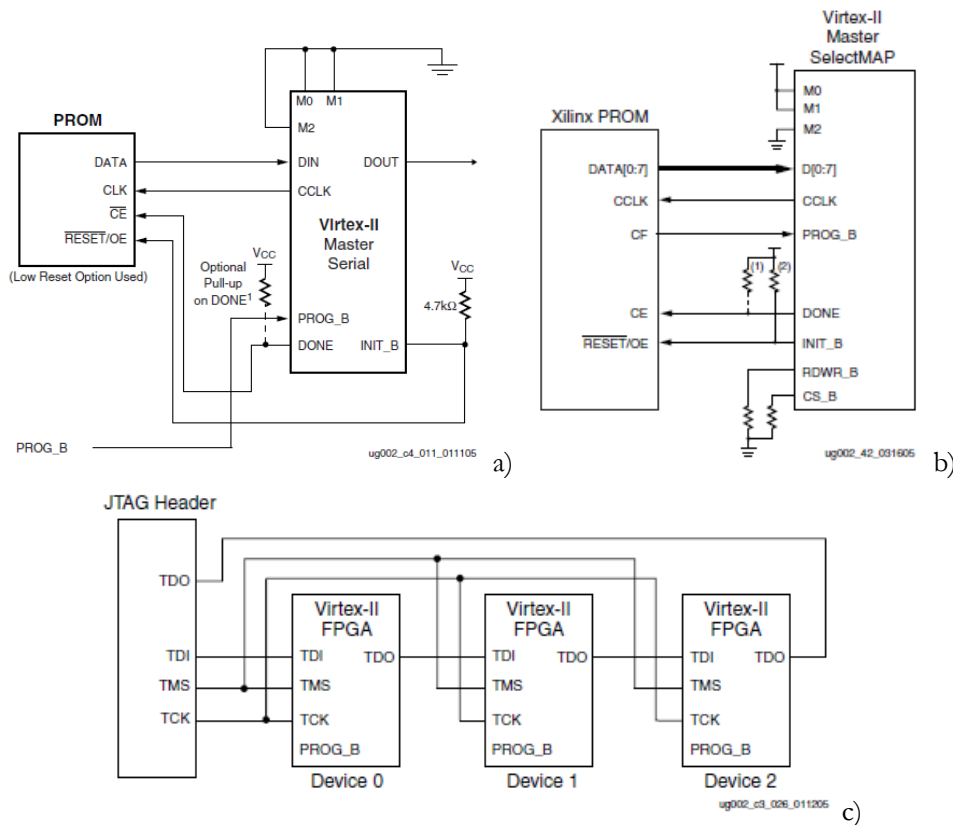 M0 M1
M2
PROM
DATA
CLK
CE
RESET/OE
(Low Reset Option Used)
DIN
DOUT
CCLK
VIrtex-II
Master
Serial
Optional
Pull-up
on DONE1
VCC
VCC
4.7kΩ
PROG_B
DONE
INIT_B
PROG_B
ug002_c4_011_011105
a)
Virtex-II
Master
SelectMAP
M0
M1
M2
Xilinx PROM
DATA[0:7]
D[0:7]
CCLK
CCLK
CF
PROG_B
(1)
(2)
CE
DONE
RESET/OE
INIT_B
RDWR_B
CS_B
ug002_42_031605
b)
JTAG Header
TDO
TDI
TMS
TCK
Virtex-II
FPGA
TDI TDO
TMS
TCK
PROG_B
Device 0
Virtex-II
FPGA
TDI TDO
TMS
TCK
PROG_B
Device 1
Virtex-II
FPGA
TDI TDO
TMS
TCK
PROG_B
Device 2
ug002_c3_026_011205
c)